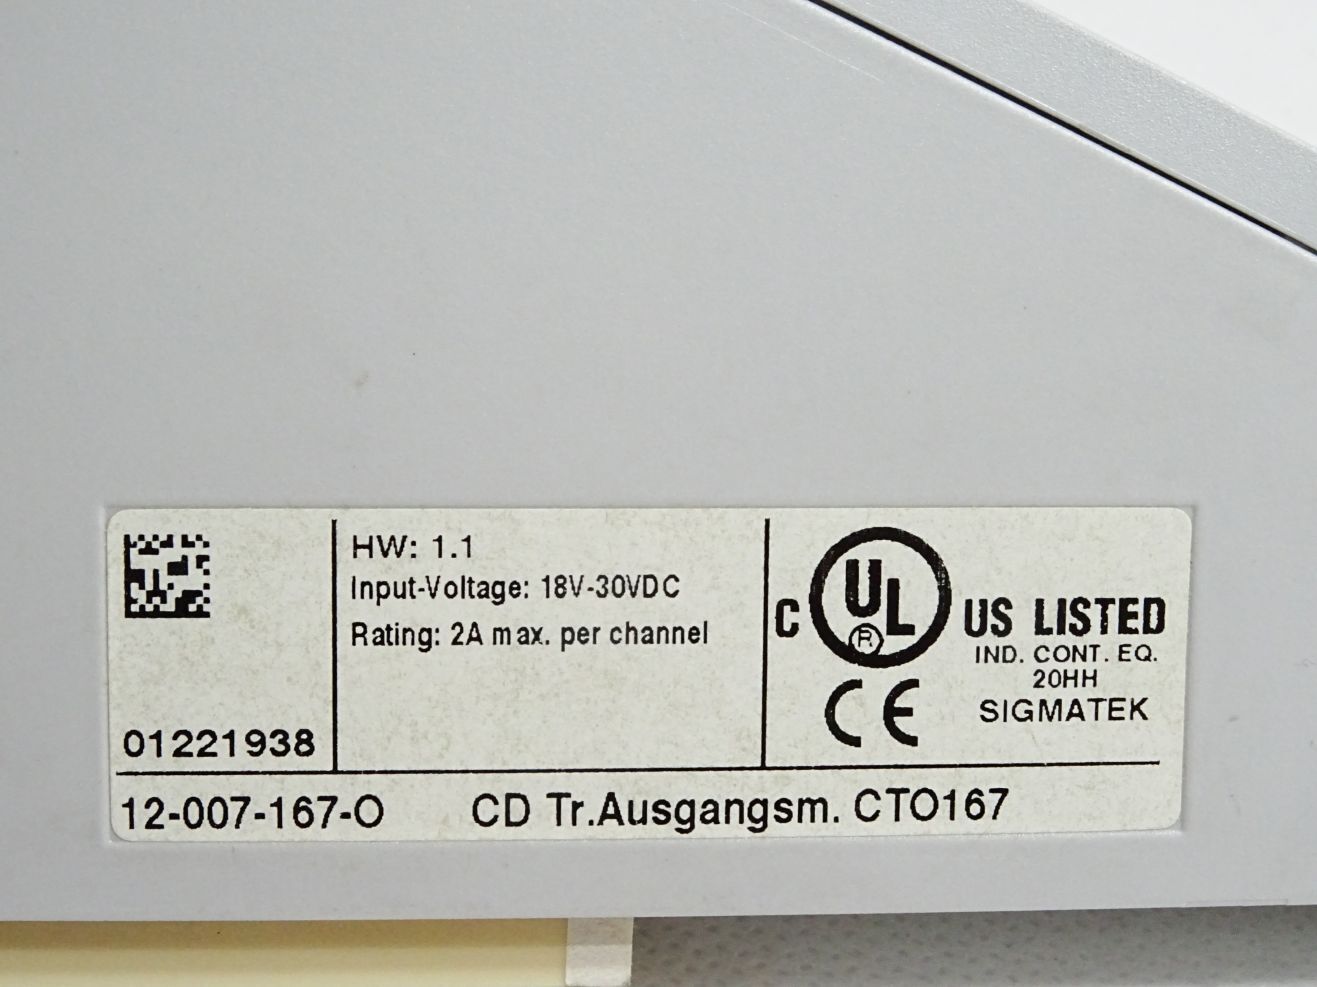 HW: 1.1
Input-Voltage: 18V-30VDC
Rating: 2A max. per channel
01221938
C UL US LISTED
R
IND. CONT. EQ.
20HH
CE SIGMATEK
12-007-167-O CD Tr.Ausgangsm. CTO167